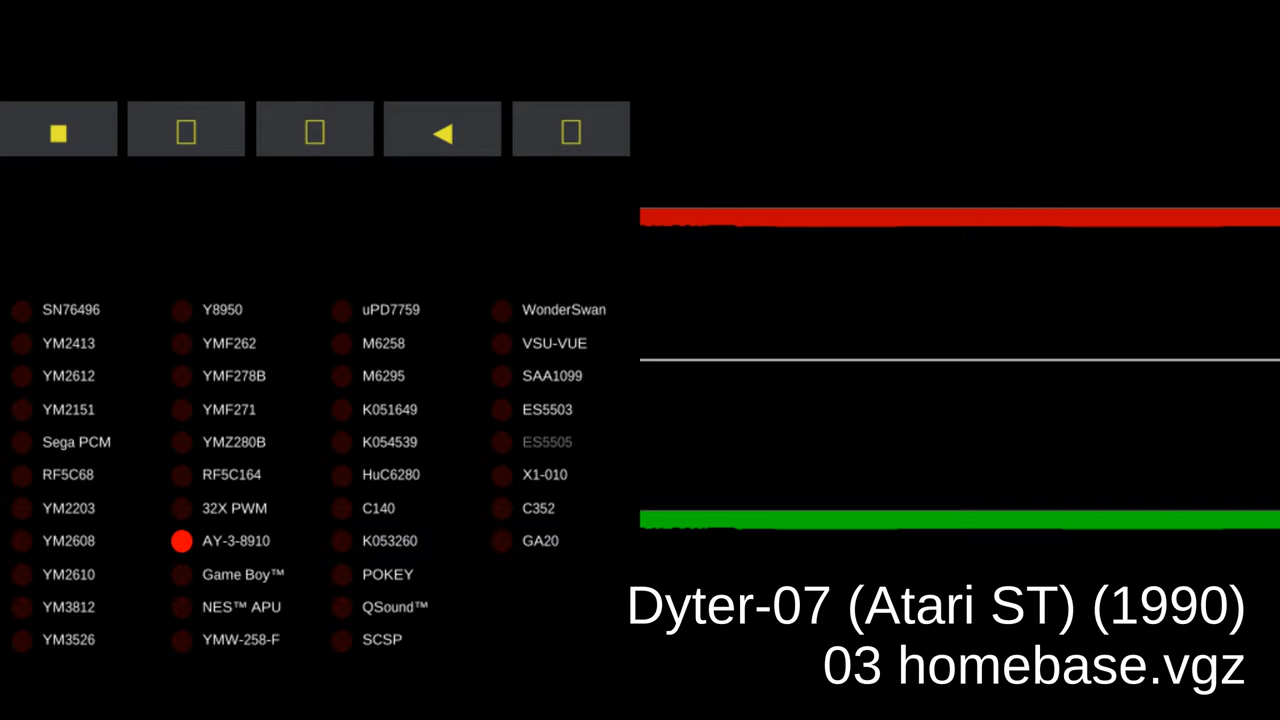 SN76496 Y8950 uPD7759 WonderSwan
YM2413 YMF262 M6258 VSU-VUE
YM2612 YMF278B M6295 SAA1099
YM2151 YMF271 K051649 ES5503
Sega PCM YMZ280B K054539 ES5505
RF5C68 RF5C164 HuC6280 X1-010
YM2203 32X PWM C140 C352
YM2608 AY-3-8910 K053260 GA20
YM2610 Game Boy™ POKEY
YM3812 NES™ APU QSound™
YM3526 YMW-258-F SCSP
Dyter-07 (Atari ST) (1990)
03 homebase.vgz